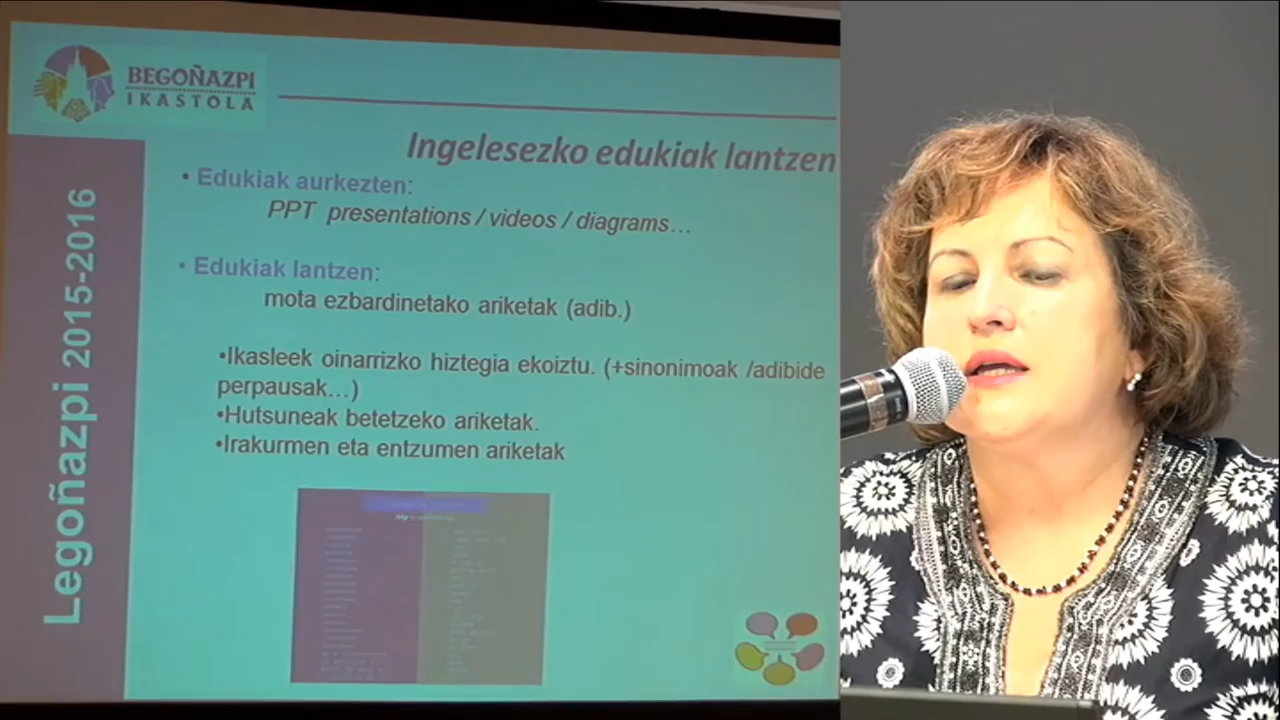 BEGOÑAZPI
IKASTOLA
Ingelesezko edukiak lantzen
Legoñazpi 2015-2016
• Edukiak aurkezten:
PPT presentations / videos / diagrams…
• Edukiak lantzen:
mota ezbardinetako ariketak (adib.)
•Ikasleek oinarrizko hiztegia ekoiztu. (+sinonimoak /adibide
perpausak…)
•Hutsuneak betetzeko ariketak.
•Irakurmen eta entzumen ariketak